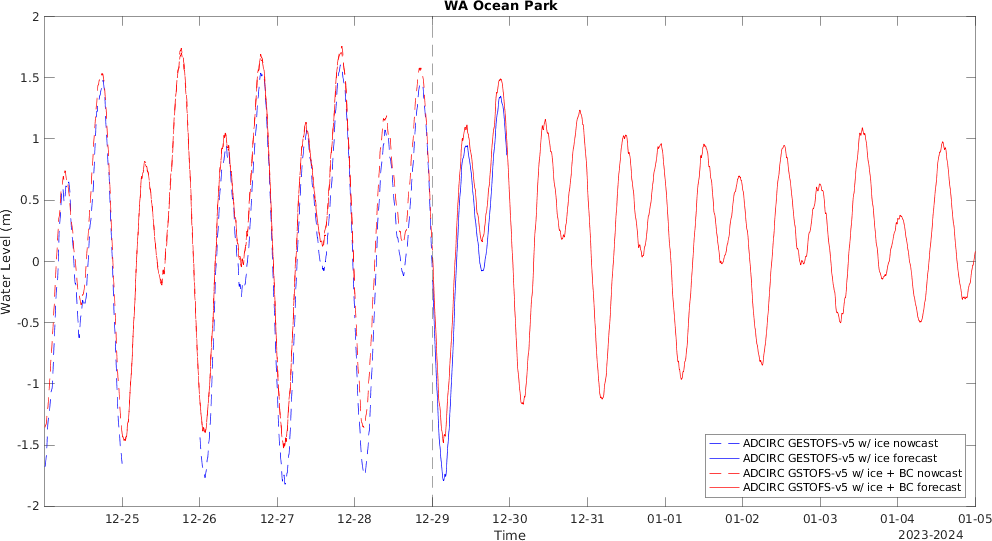 WA Ocean Park
2
1.5
1
0.5
0
-0.5
-1
-1.5
-2
Water Level (m)
12-25 12-26 12-27 12-28 12-29 12-30 12-31 01-01 01-02 01-03 01-04 01-05
Time
2023-2024
ADCIRC GESTOFS-v5 w/ ice nowcast
ADCIRC GESTOFS-v5 w/ ice forecast
ADCIRC GSTOFS-v5 w/ ice + BC nowcast
ADCIRC GSTOFS-v5 w/ ice + BC forecast